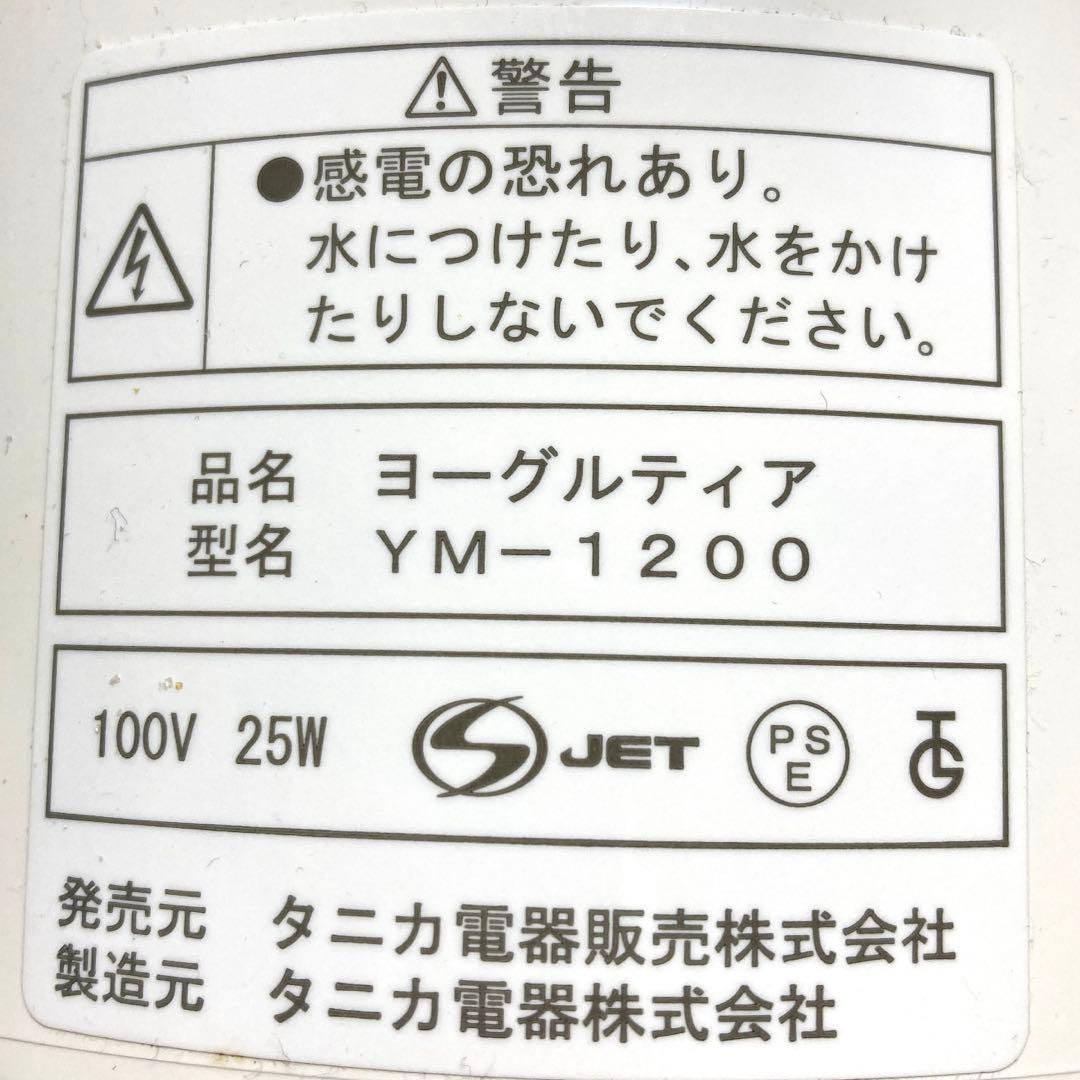 警告
●感電の恐れあり。
水につけたり、水をかけ
たりしないでください。
品名 ヨーグルティア
型名 YM-1200
100V 25W S JET PSE TG
発売元 タニカ電器販売株式会社
製造元 タニカ電器株式会社